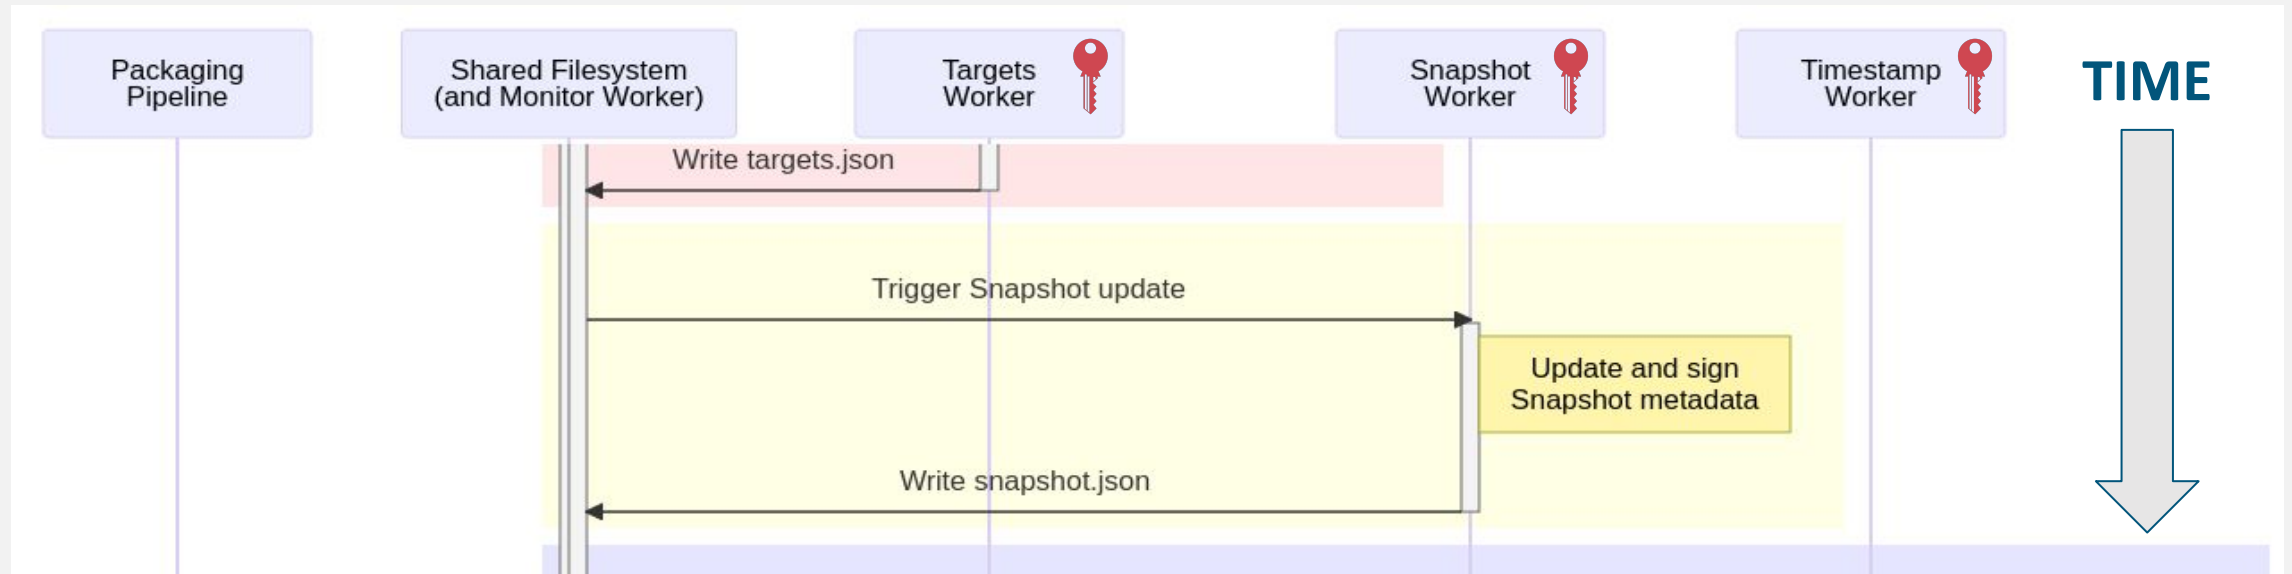 Packaging
Pipeline
Shared Filesystem
(and Monitor Worker)
Targets
Worker
Snapshot
Worker
Timestamp
Worker
TIME
Write targets.json
Trigger Snapshot update
Update and sign
Snapshot metadata
Write snapshot.json